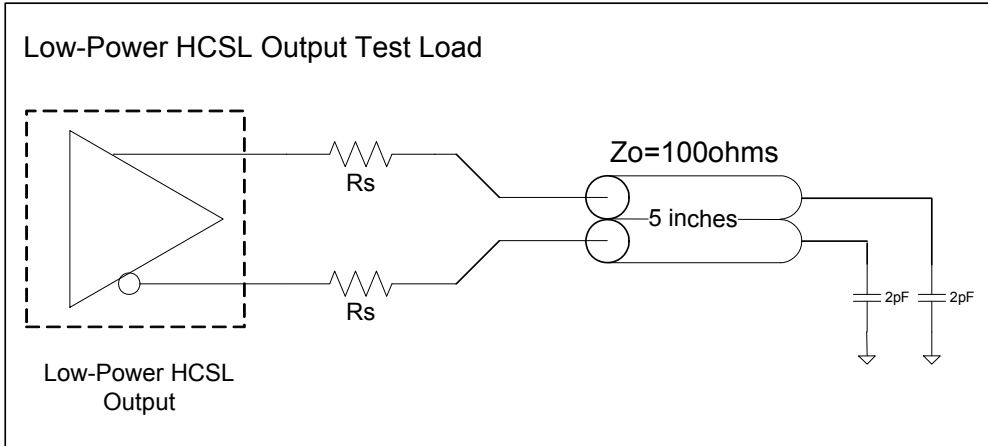 Low-Power HCSL Output Test Load
Rs
Zo=100ohms
5 inches
Rs
2pF
2pF
Low-Power HCSL
Output